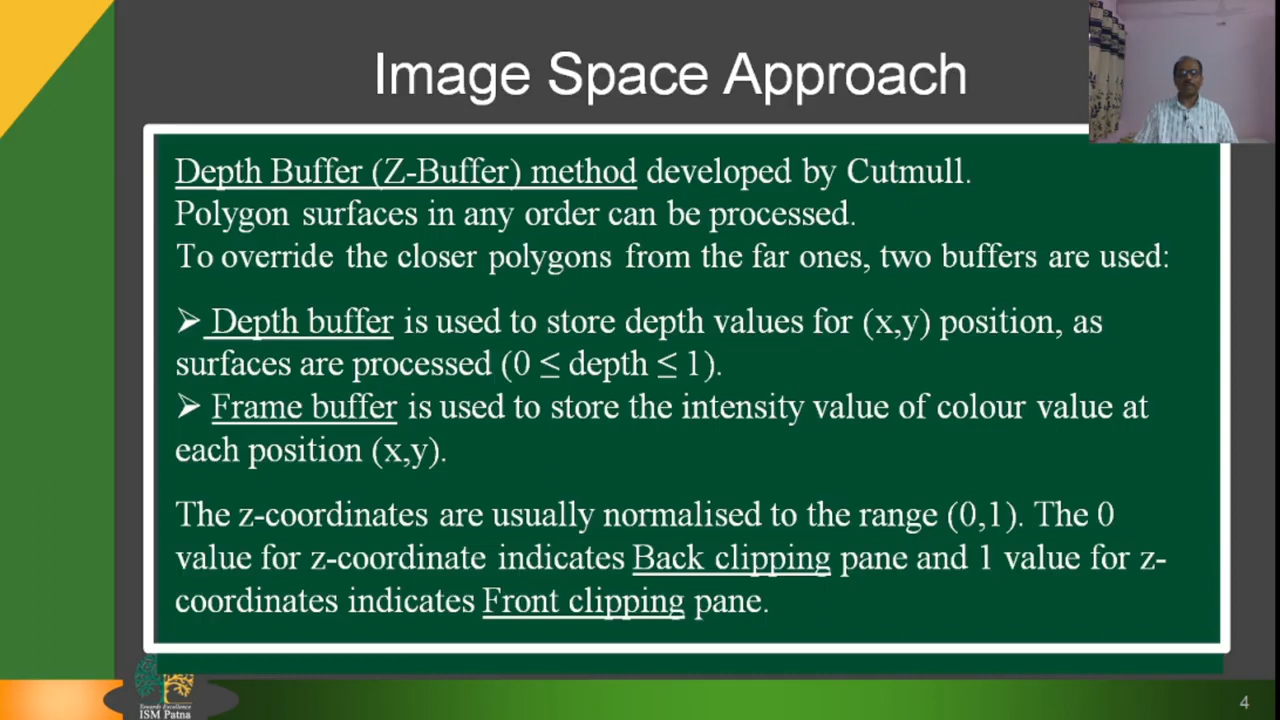 Image Space Approach
Depth Buffer (Z-Buffer) method developed by Cutmull.
Polygon surfaces in any order can be processed.
To override the closer polygons from the far ones, two buffers are used:
➢ Depth buffer is used to store depth values for (x,y) position, as
surfaces are processed (0 ≤ depth ≤ 1).
➢ Frame buffer is used to store the intensity value of colour value at
each position (x,y).
The z-coordinates are usually normalised to the range (0,1). The 0
value for z-coordinate indicates Back clipping pane and 1 value for z-
coordinates indicates Front clipping pane.
Towards Excellence
ISM Patna
4